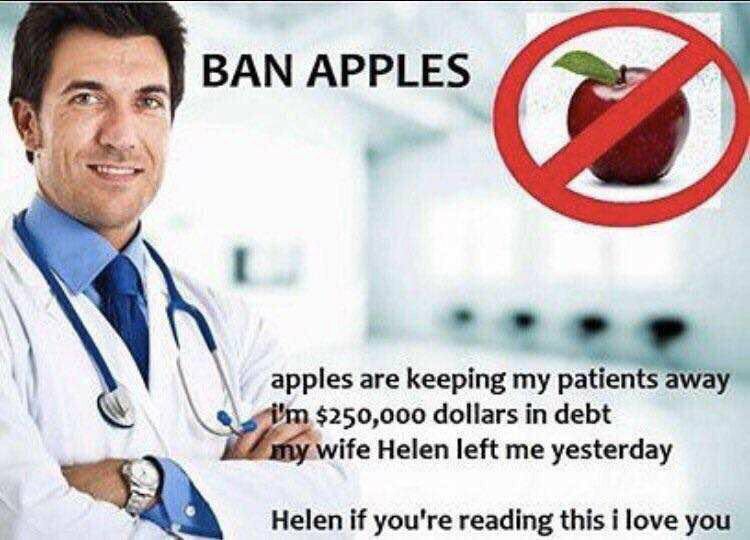 BAN APPLES
apples are keeping my patients away
i'm $250,000 dollars in debt
my wife Helen left me yesterday
Helen if you're reading this i love you